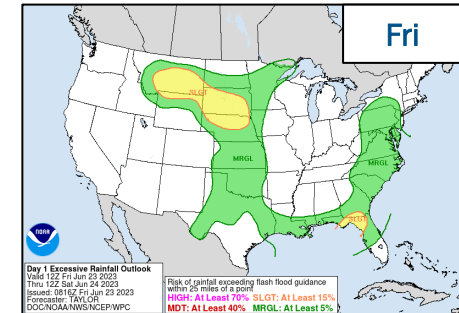 Fri
SLGT
MRGL
MRGL
SLGT
NOAA
Day 1 Excessive Rainfall Outlook
Valid 12Z Fri Jun 23 2023
Thru 12Z Sat Jun 24 2023
Issued: 0816Z Fri Jun 23 2023
Forecaster: TAYLOR
DOC/NOAA/NWS/NCEP/WPC
Risk of rainfall exceeding flash flood guidance
within 25 miles of a point
HIGH: At Least 70% SLGT: At Least 15%
MDT: At Least 40% MRGL: At Least 5%